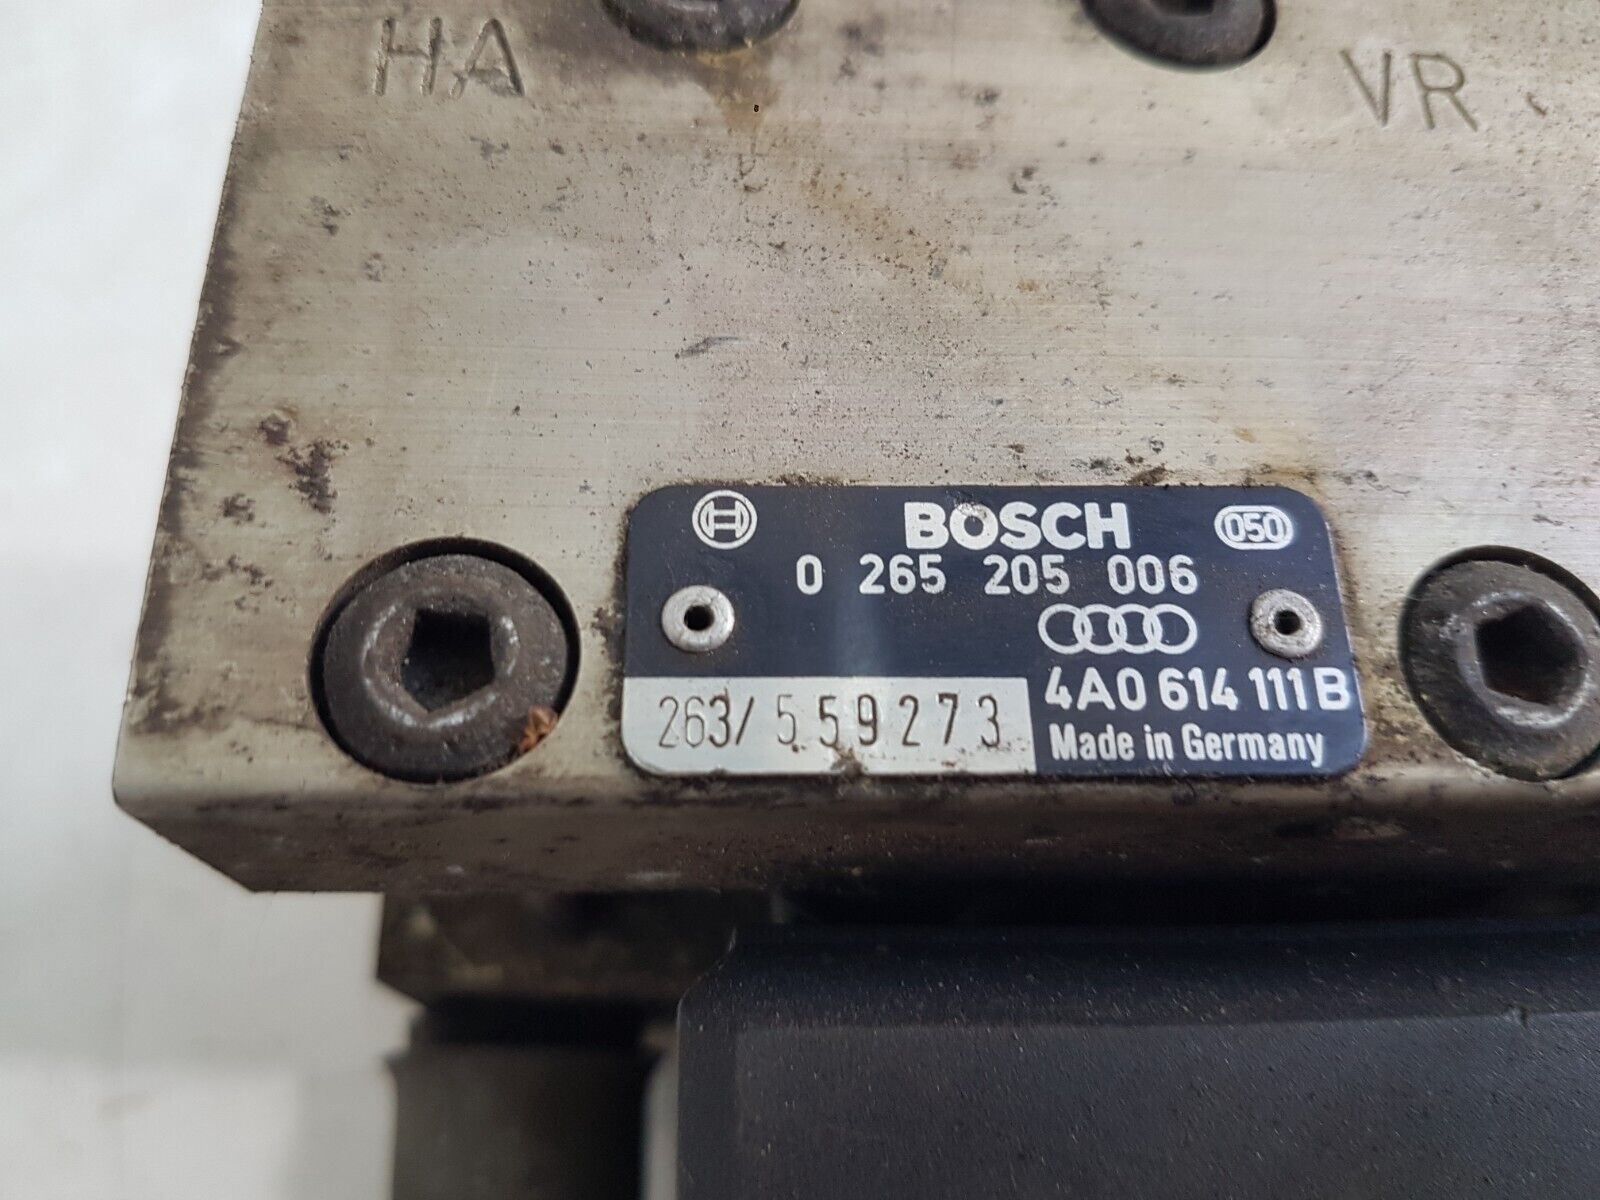 HA
VR
BOSCH
050
0 265 205 006
4A0 614 111 B
263/559273
Made in Germany